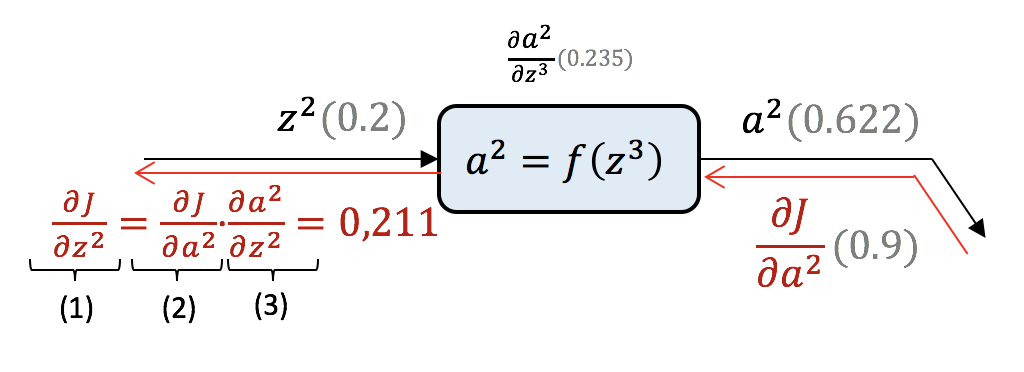 ∂a²/∂z³ (0.235)
z² (0.2)
a² = f(z³)
a² (0.622)
∂J/∂z² = ∂J/∂a² · ∂a²/∂z² = 0,211
∂J/∂a² (0.9)
(1) (2) (3)